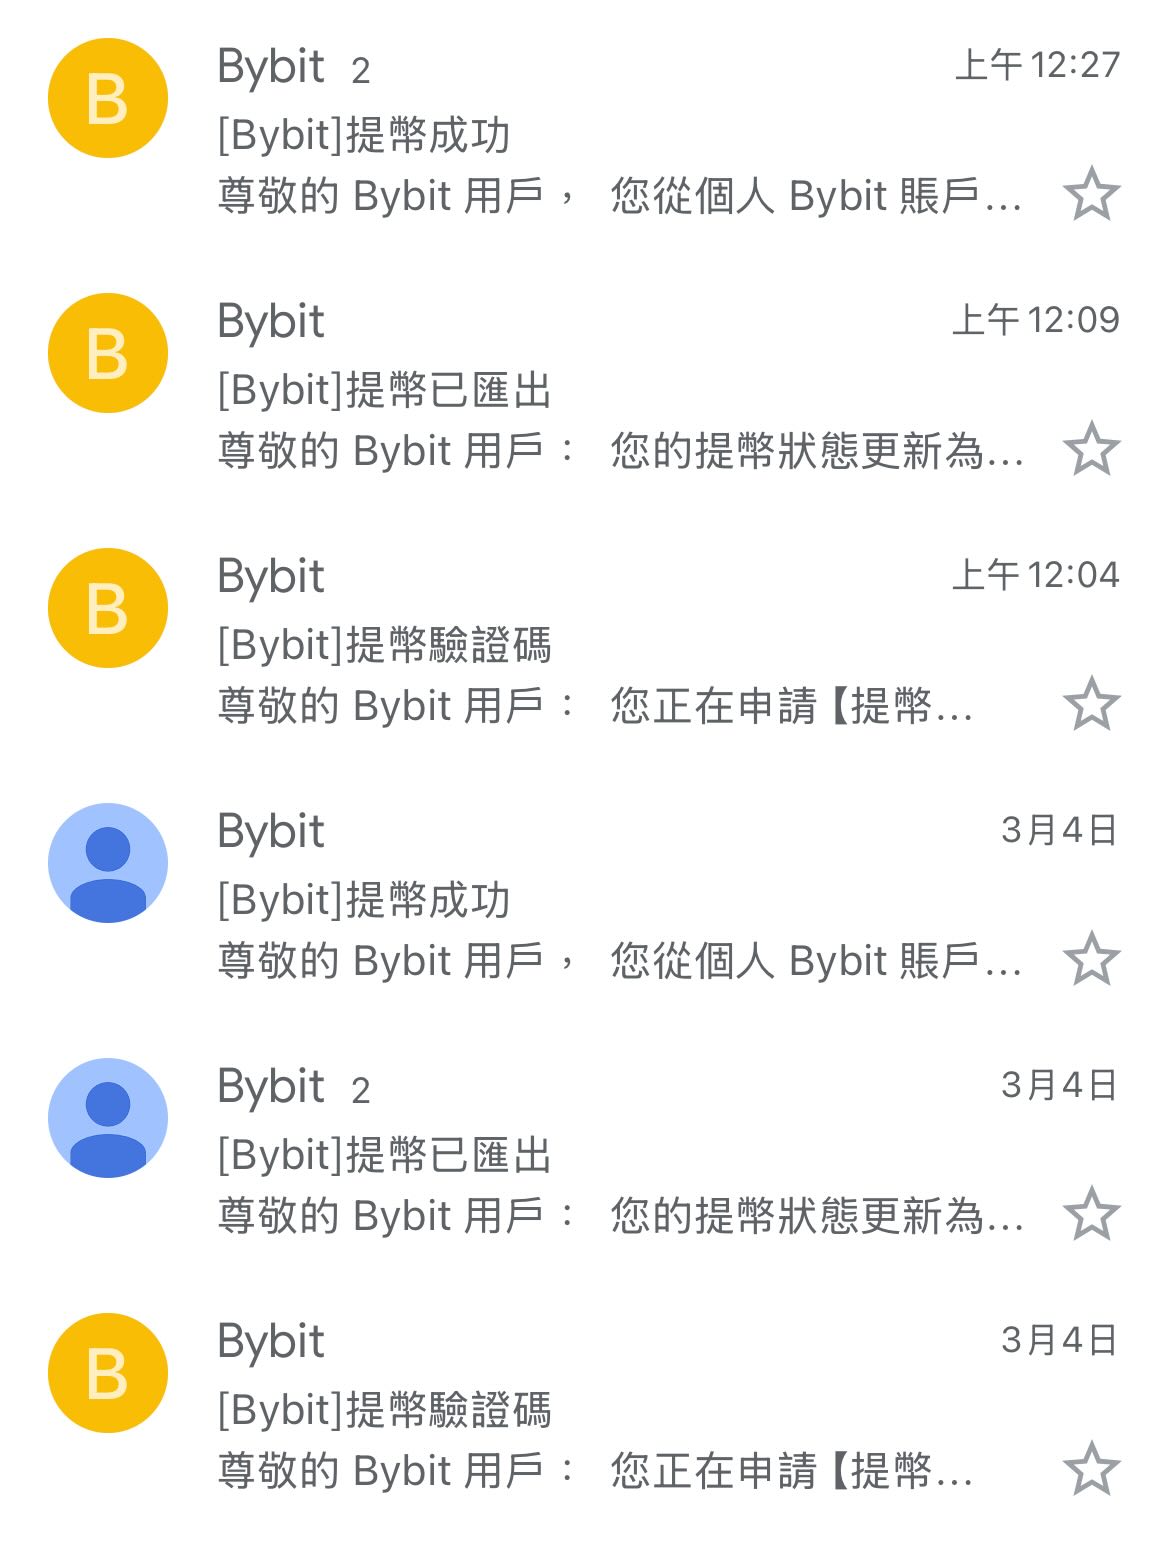 B
Bybit 2 上午 12:27
[Bybit]提幣成功
尊敬的 Bybit 用戶， 您從個人 Bybit 賬戶...
B
Bybit 上午 12:09
[Bybit]提幣已匯出
尊敬的 Bybit 用戶： 您的提幣狀態更新為...
B
Bybit 上午 12:04
[Bybit]提幣驗證碼
尊敬的 Bybit 用戶： 您正在申請【提幣...
Bybit 3月4日
[Bybit]提幣成功
尊敬的 Bybit 用戶， 您從個人 Bybit 賬戶...
Bybit 2 3月4日
[Bybit]提幣已匯出
尊敬的 Bybit 用戶： 您的提幣狀態更新為...
B
Bybit 3月4日
[Bybit]提幣驗證碼
尊敬的 Bybit 用戶： 您正在申請【提幣...